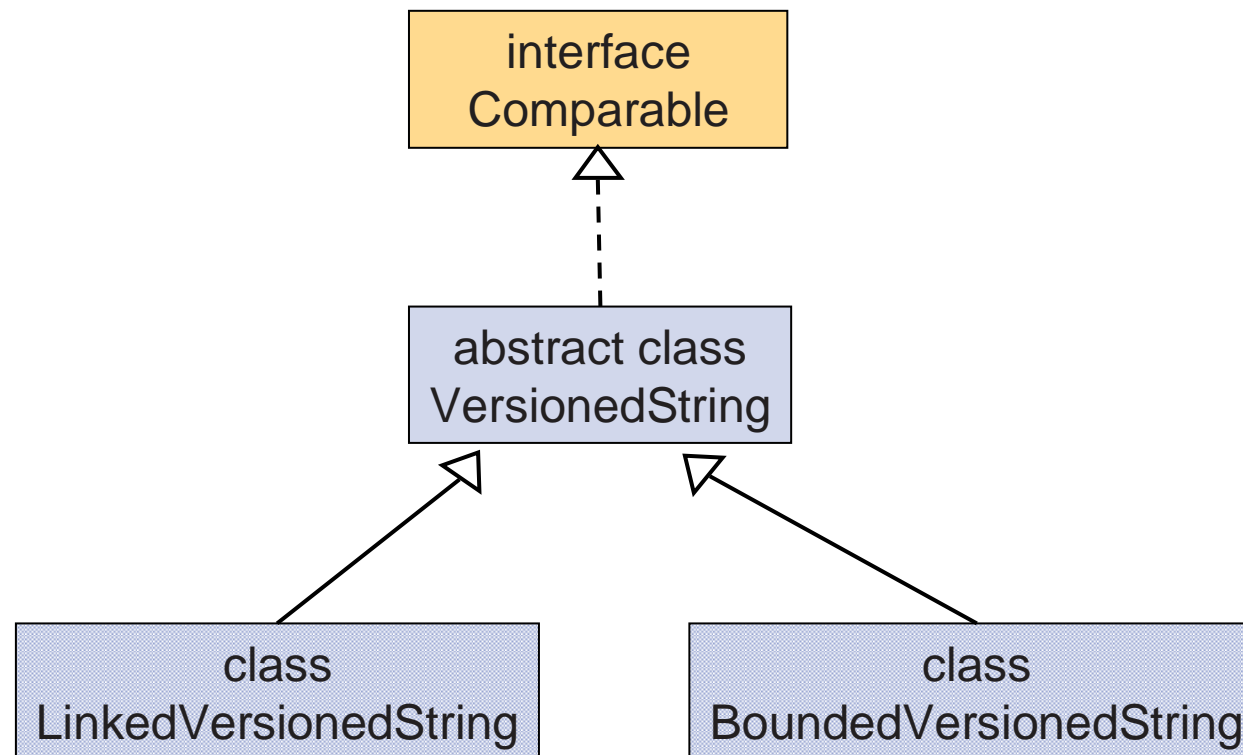 interface
Comparable
abstract class
VersionedString
class
LinkedVersionedString
class
BoundedVersionedString